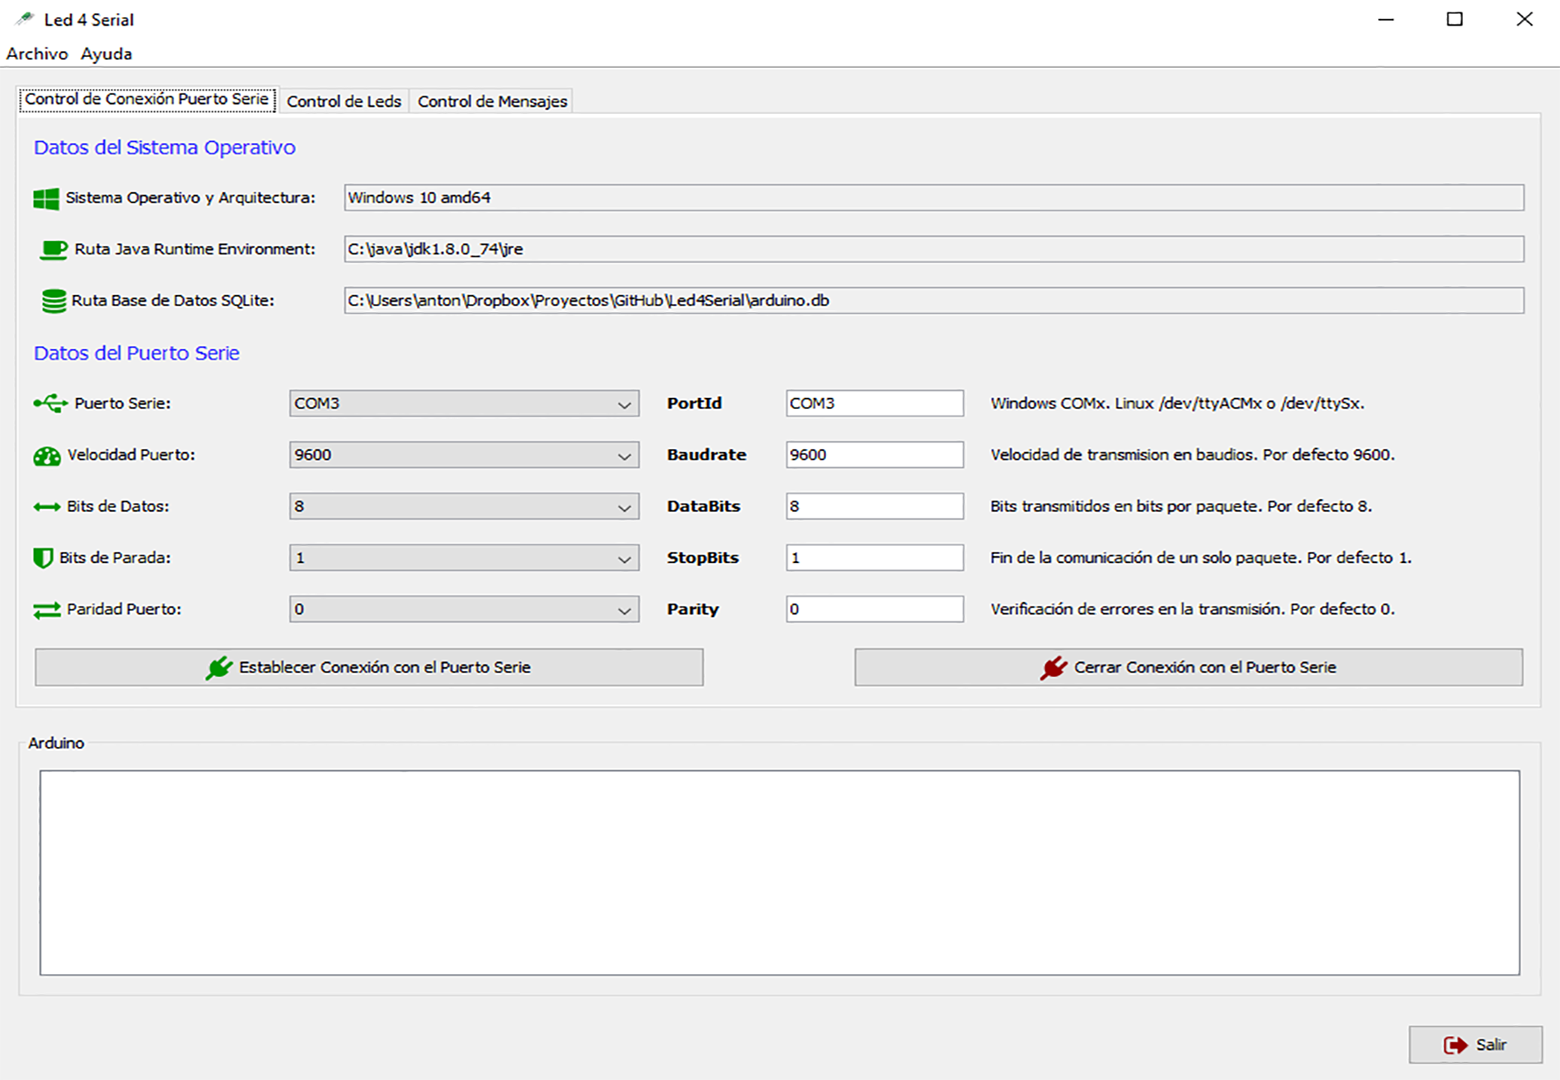 Led 4 Serial
Archivo Ayuda
Control de Conexión Puerto Serie Control de Leds Control de Mensajes
Datos del Sistema Operativo
Sistema Operativo y Arquitectura: Windows 10 amd64
Ruta Java Runtime Environment: C:\java\jdk1.8.0_74\jre
Ruta Base de Datos SQLite: C:\Users\anton\Dropbox\Proyectos\GitHub\Led4Serial\arduino.db
Datos del Puerto Serie
Puerto Serie: COM3 PortId COM3 Windows COMx. Linux /dev/ttyACMx o /dev/ttySx.
Velocidad Puerto: 9600 Baudrate 9600 Velocidad de transmision en baudios. Por defecto 9600.
Bits de Datos: 8 DataBits 8 Bits transmitidos en bits por paquete. Por defecto 8.
Bits de Parada: 1 StopBits 1 Fin de la comunicación de un solo paquete. Por defecto 1.
Paridad Puerto: 0 Parity 0 Verificación de errores en la transmisión. Por defecto 0.
Establecer Conexión con el Puerto Serie Cerrar Conexión con el Puerto Serie
Arduino
Salir